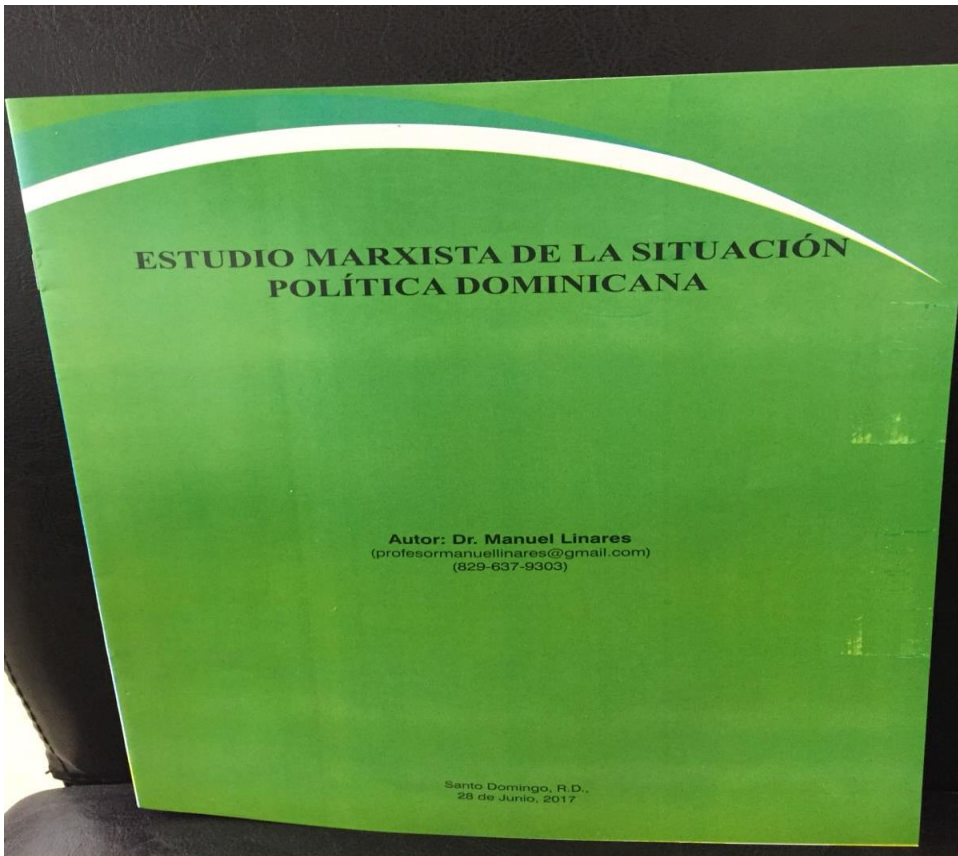 ESTUDIO MARXISTA DE LA SITUACIÓN
POLÍTICA DOMINICANA
Autor: Dr. Manuel Linares
(profesormanuellinares@gmail.com)
(829-637-9303)
Santo Domingo, R.D.,
28 de Junio, 2017